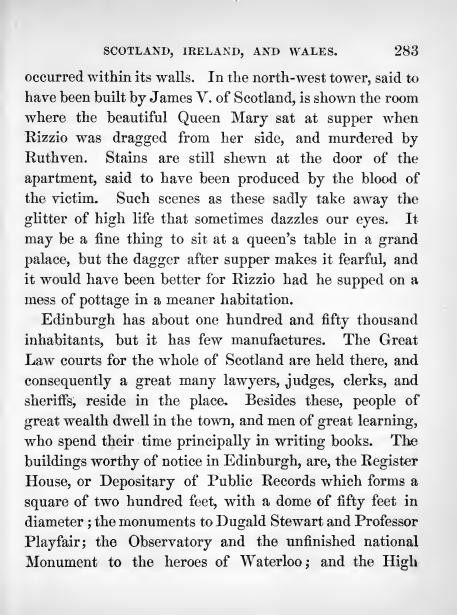 SCOTLAND, IRELAND, AND WALES. 283
occurred within its walls. In the north-west tower, said to
have been built by James V. of Scotland, is shown the room
where the beautiful Queen Mary sat at supper when
Rizzio was dragged from her side, and murdered by
Ruthven. Stains are still shewn at the door of the
apartment, said to have been produced by the blood of
the victim. Such scenes as these sadly take away the
glitter of high life that sometimes dazzles our eyes. It
may be a fine thing to sit at a queen's table in a grand
palace, but the dagger after supper makes it fearful, and
it would have been better for Rizzio had he supped on a
mess of pottage in a meaner habitation.
Edinburgh has about one hundred and fifty thousand
inhabitants, but it has few manufactures. The Great
Law courts for the whole of Scotland are held there, and
consequently a great many lawyers, judges, clerks, and
sheriffs, reside in the place. Besides these, people of
great wealth dwell in the town, and men of great learning,
who spend their time principally in writing books. The
buildings worthy of notice in Edinburgh, are, the Register
House, or Depositary of Public Records which forms a
square of two hundred feet, with a dome of fifty feet in
diameter; the monuments to Dugald Stewart and Professor
Playfair; the Observatory and the unfinished national
Monument to the heroes of Waterloo; and the High